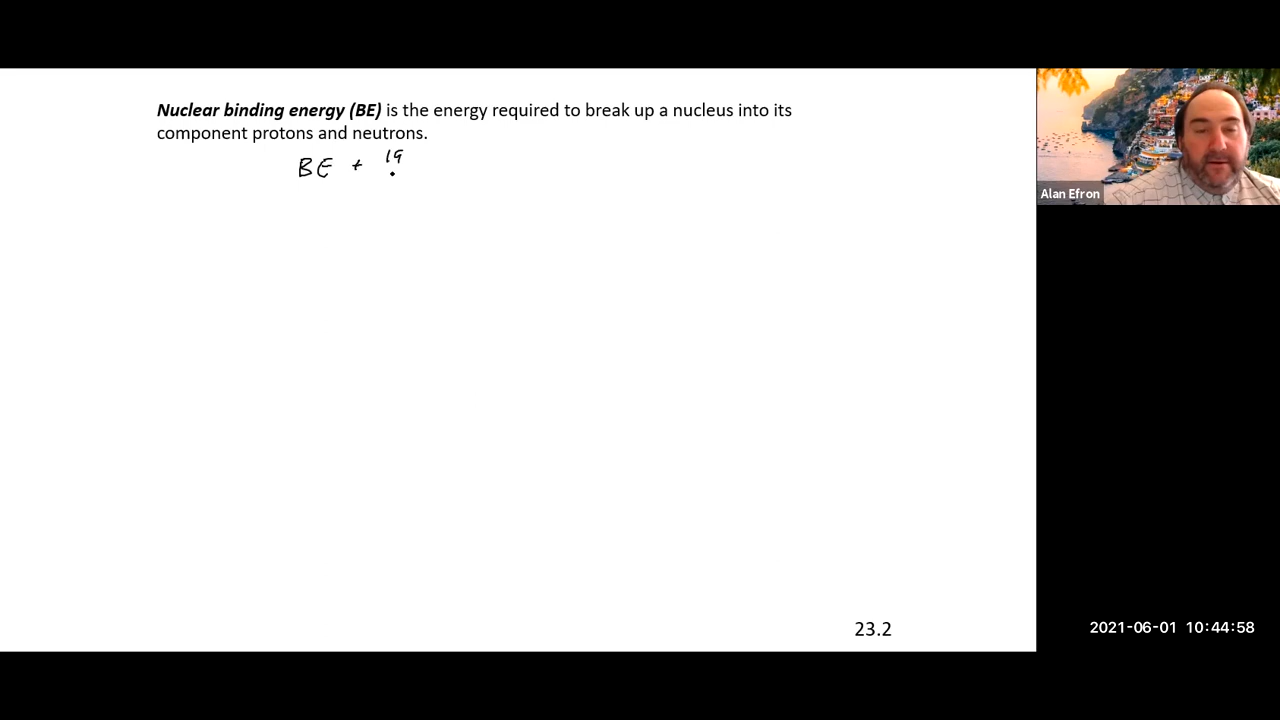 Nuclear binding energy (BE) is the energy required to break up a nucleus into its
component protons and neutrons.
BE + 19
Alan Efron
23.2
2021-06-01 10:44:58